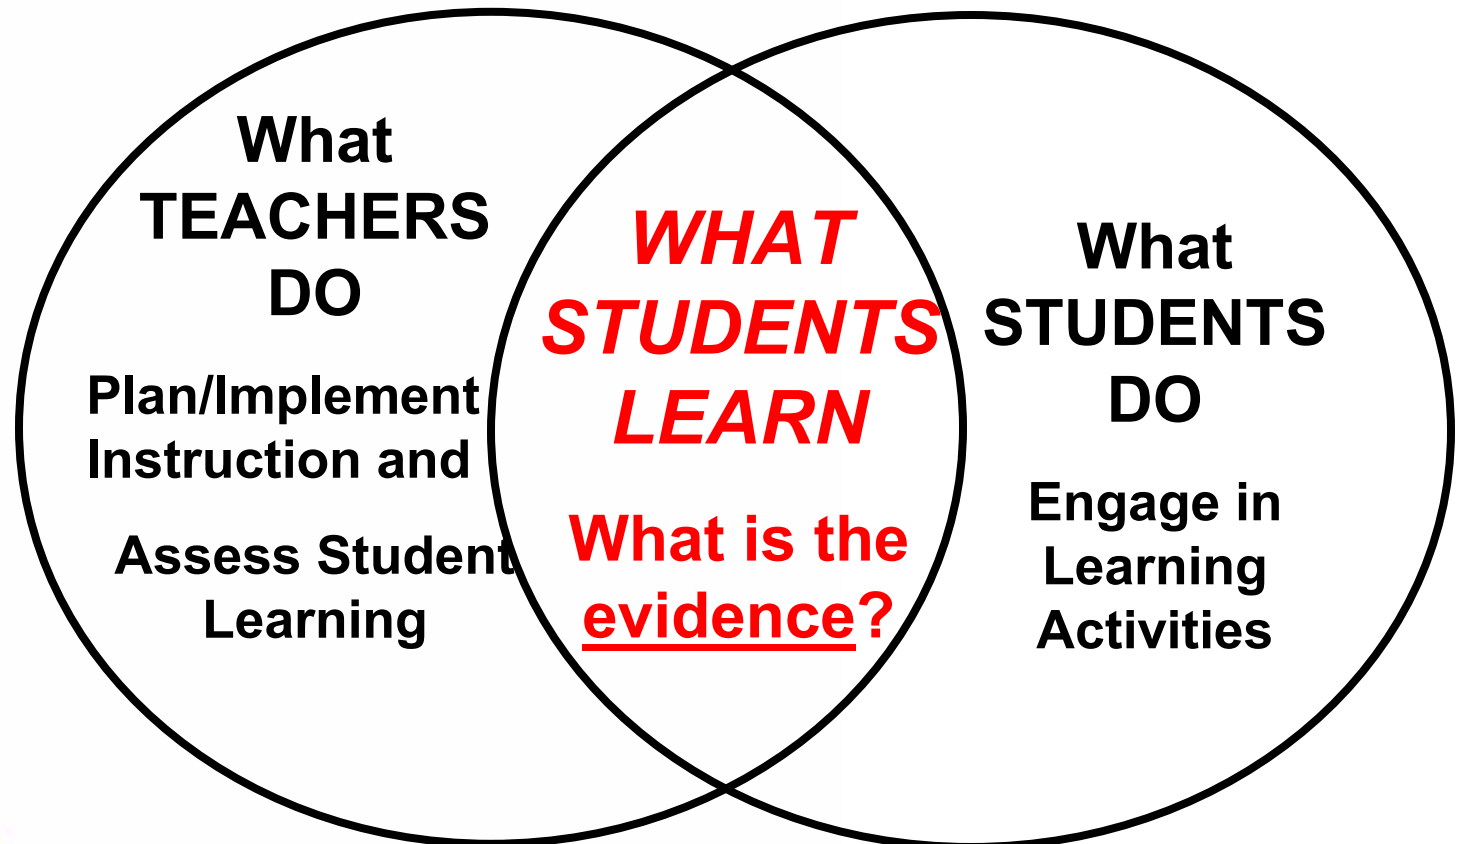 What
TEACHERS
DO
Plan/Implement
Instruction and
Assess Student
Learning
WHAT
STUDENTS
LEARN
What is the
evidence?
What
STUDENTS
DO
Engage in
Learning
Activities